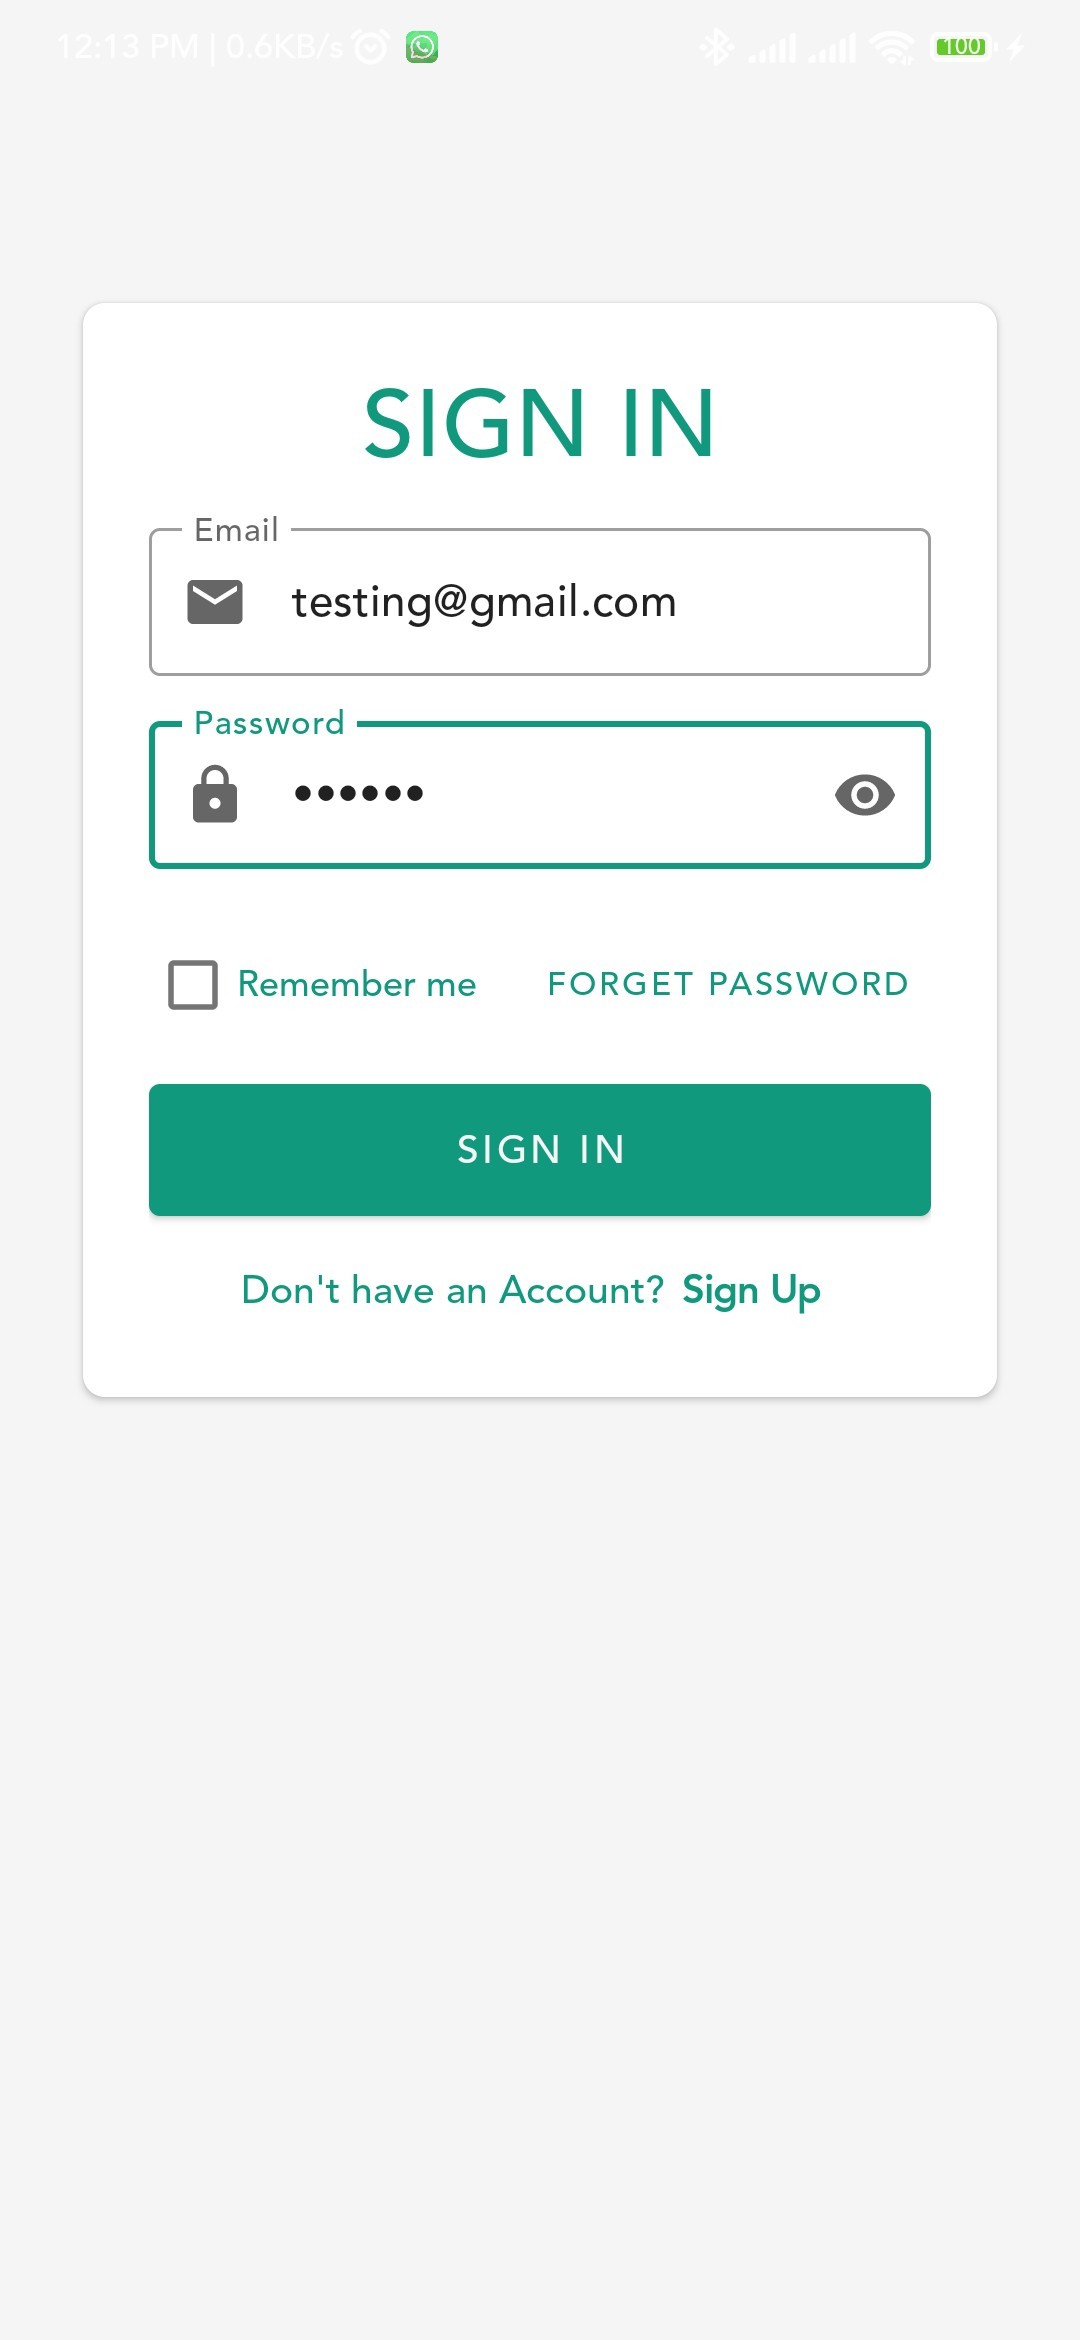 12:13 PM | 0.6KB/s 100
SIGN IN
Email
testing@gmail.com
Password
••••••
Remember me FORGET PASSWORD
SIGN IN
Don't have an Account? Sign Up